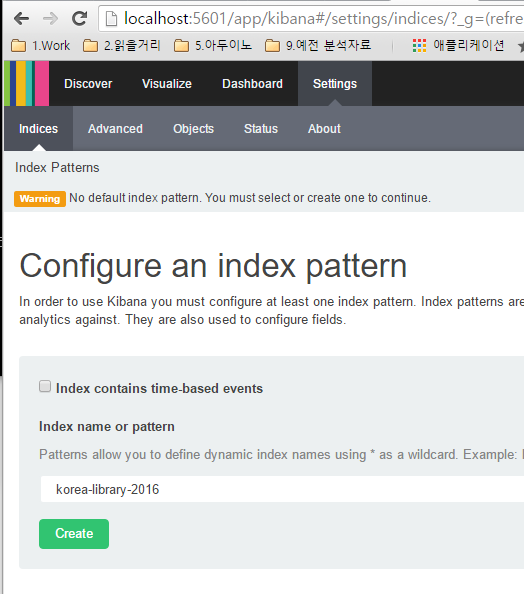 localhost:5601/app/kibana#/settings/indices/?_g=(refre
1.Work 2.읽을거리 5.아두이노 9.예전 분석자료 애플리케이션
Discover Visualize Dashboard Settings
Indices Advanced Objects Status About
Index Patterns
Warning No default index pattern. You must select or create one to continue.
Configure an index pattern
In order to use Kibana you must configure at least one index pattern. Index patterns are
analytics against. They are also used to configure fields.
Index contains time-based events
Index name or pattern
Patterns allow you to define dynamic index names using * as a wildcard. Example:
korea-library-2016
Create